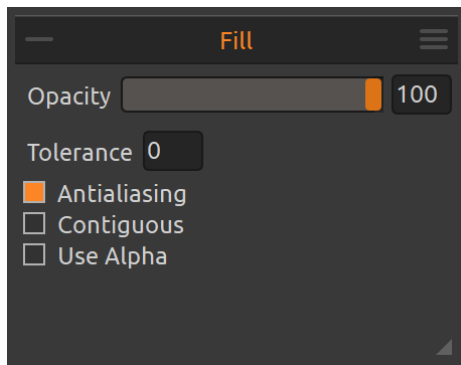 Fill
Opacity 100
Tolerance 0
Antialiasing
Contiguous
Use Alpha